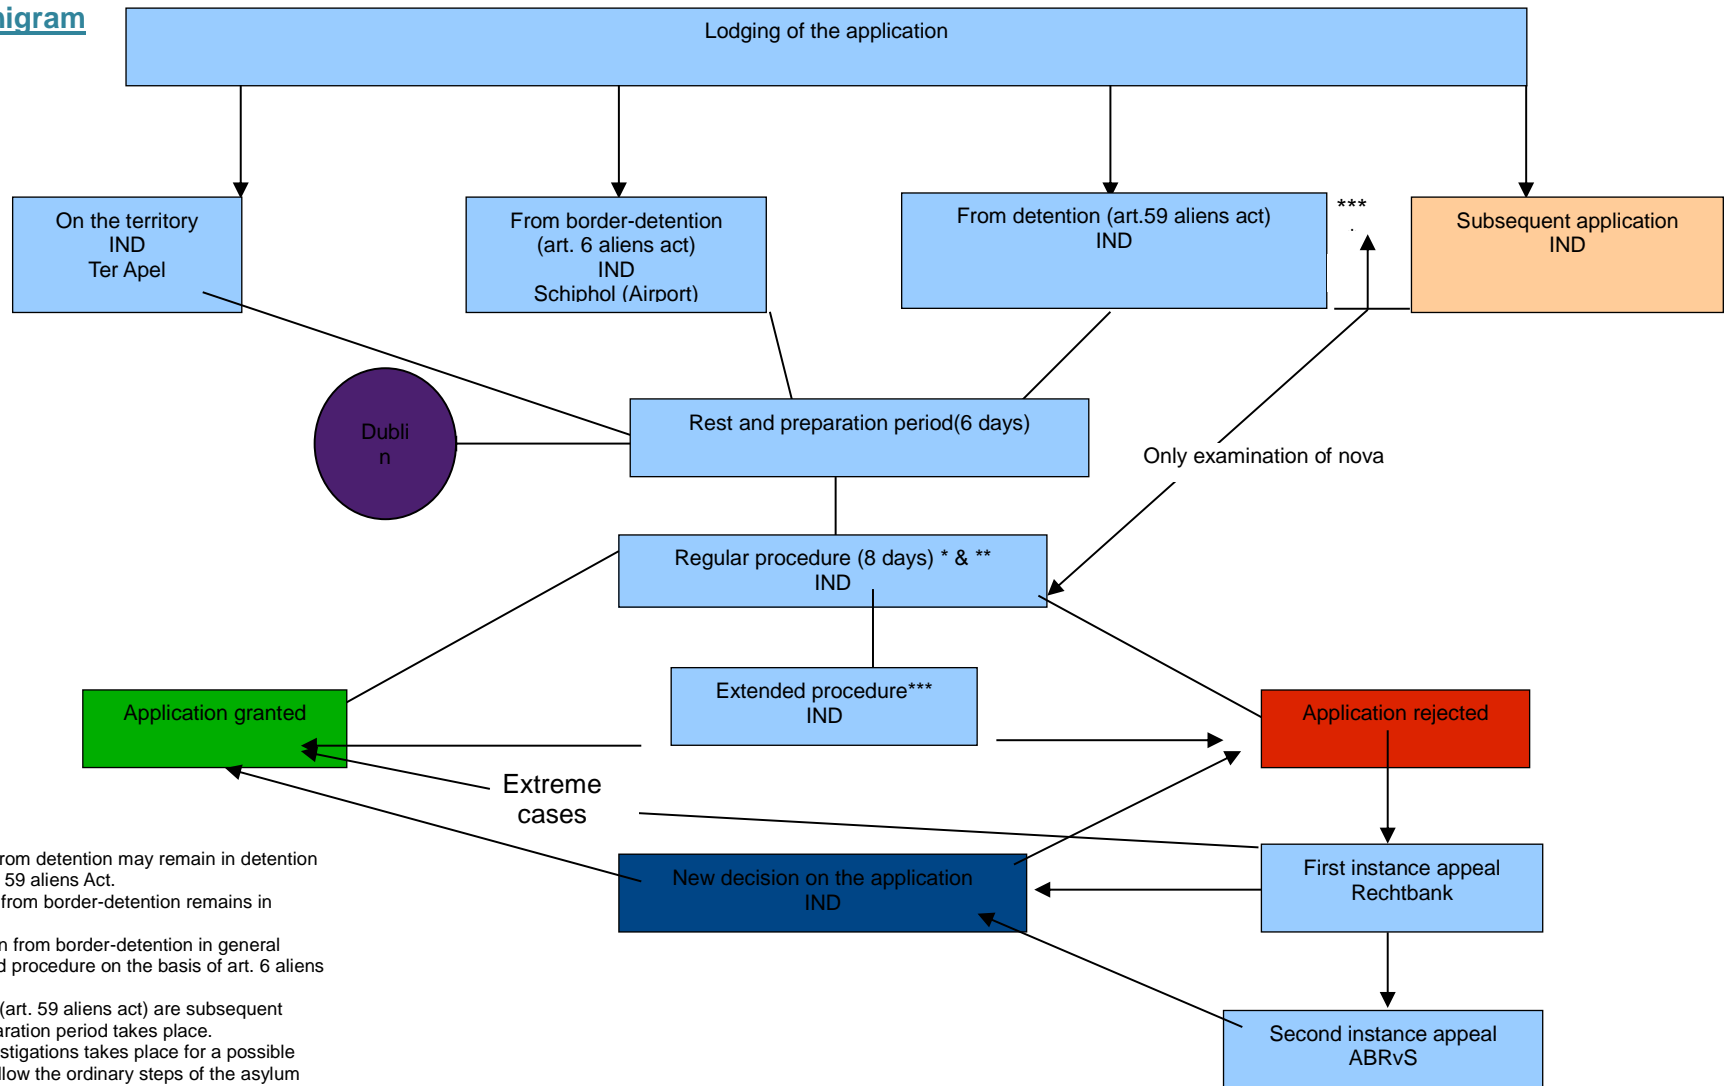 nigram
Lodging of the application
On the territory
IND
Ter Apel
From border-detention
(art. 6 aliens act)
IND
Schiphol (Airport)
From detention (art.59 aliens act)
IND
***
.
Subsequent application
IND
Dubli
n
Rest and preparation period(6 days)
Only examination of nova
Regular procedure (8 days) * & **
IND
Extended procedure***
IND
Application granted
Application rejected
Extreme
cases
New decision on the application
IND
First instance appeal
Rechtbank
Second instance appeal
ABRvS
rom detention may remain in detention
59 aliens Act.
from border-detention remains in
n from border-detention in general
d procedure on the basis of art. 6 aliens
(art. 59 aliens act) are subsequent
aration period takes place.
stigations takes place for a possible
llow the ordinary steps of the asylum